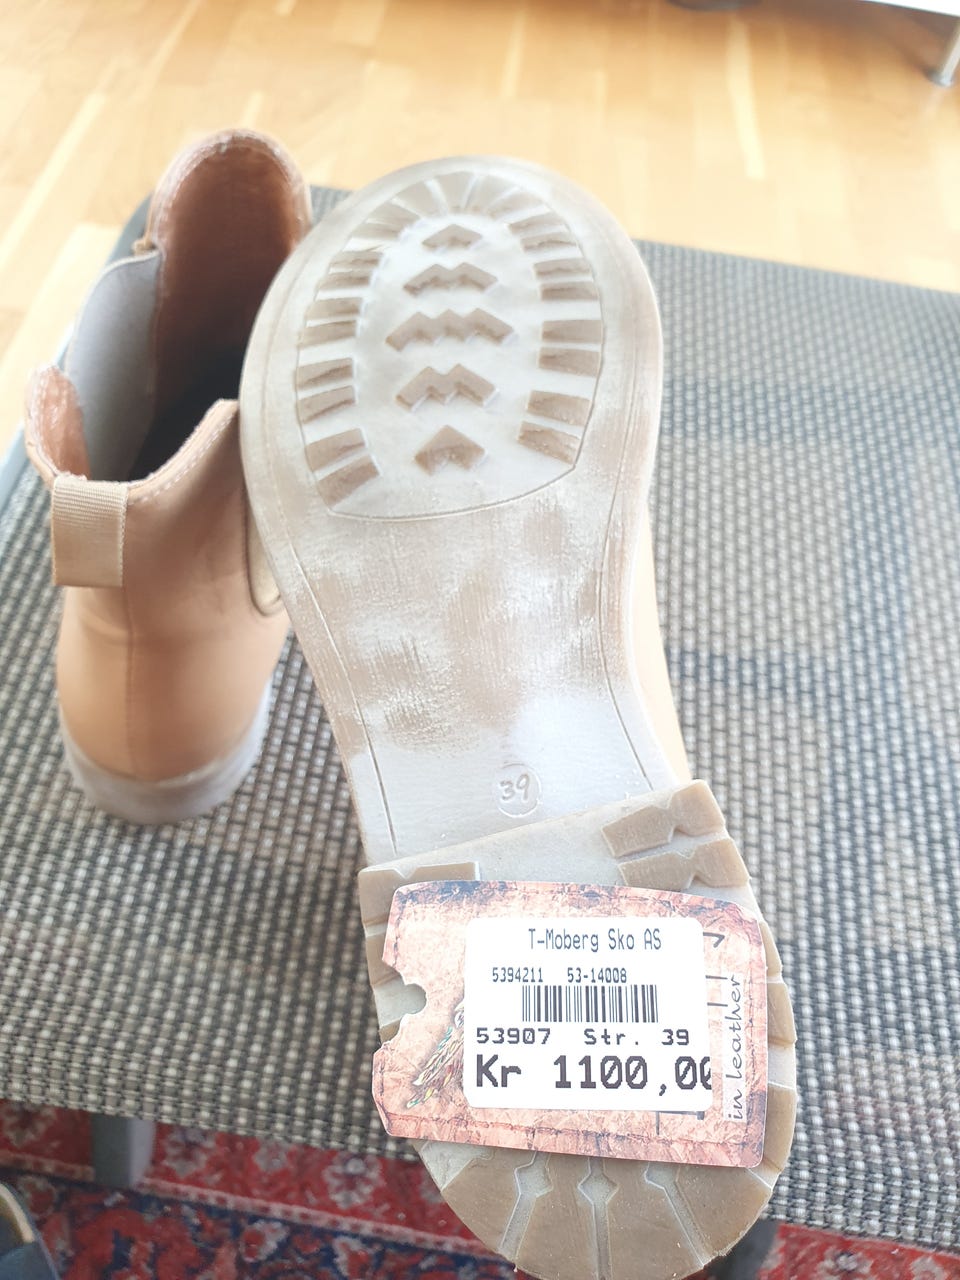 39
T-Moberg Sko AS
5394211 53-14008
53907 Str. 39
Kr 1100,00
in leather